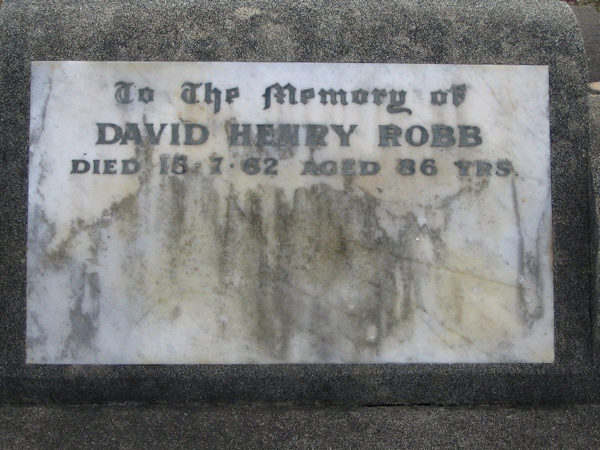 To The Memory of
DAVID HENRY ROBB
DIED 15·7·62 AGED 86 YRS.